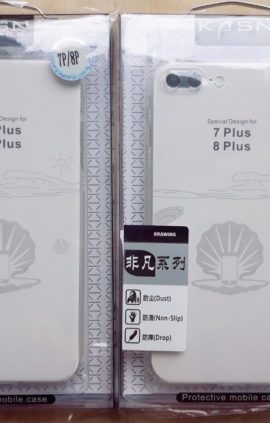 KASN
7P/8P
Design for
Plus
Plus
mobile case
KASN
Special Design for
7 Plus
8 Plus
DRAWING
非凡系列
防尘(Dust)
防滑(Non-Slip)
防摔(Drop)
Protective mobile case